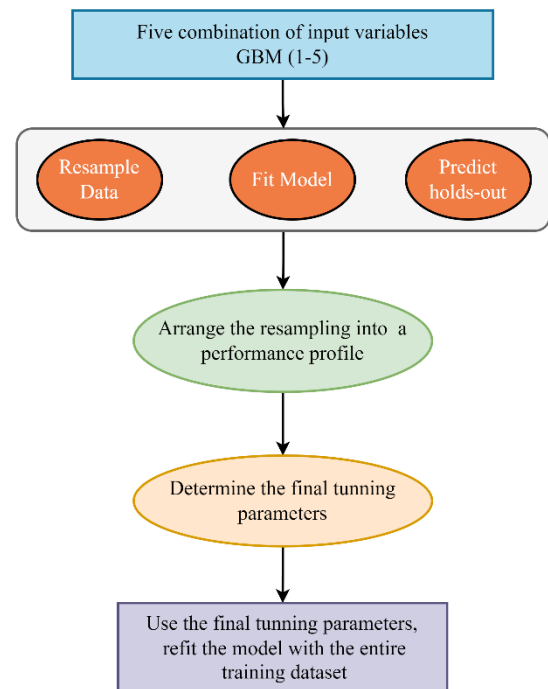 Five combination of input variables
GBM (1-5)
Resample
Data
Fit Model
Predict
holds-out
Arrange the resampling into a
performance profile
Determine the final tunning
parameters
Use the final tunning parameters,
refit the model with the entire
training dataset